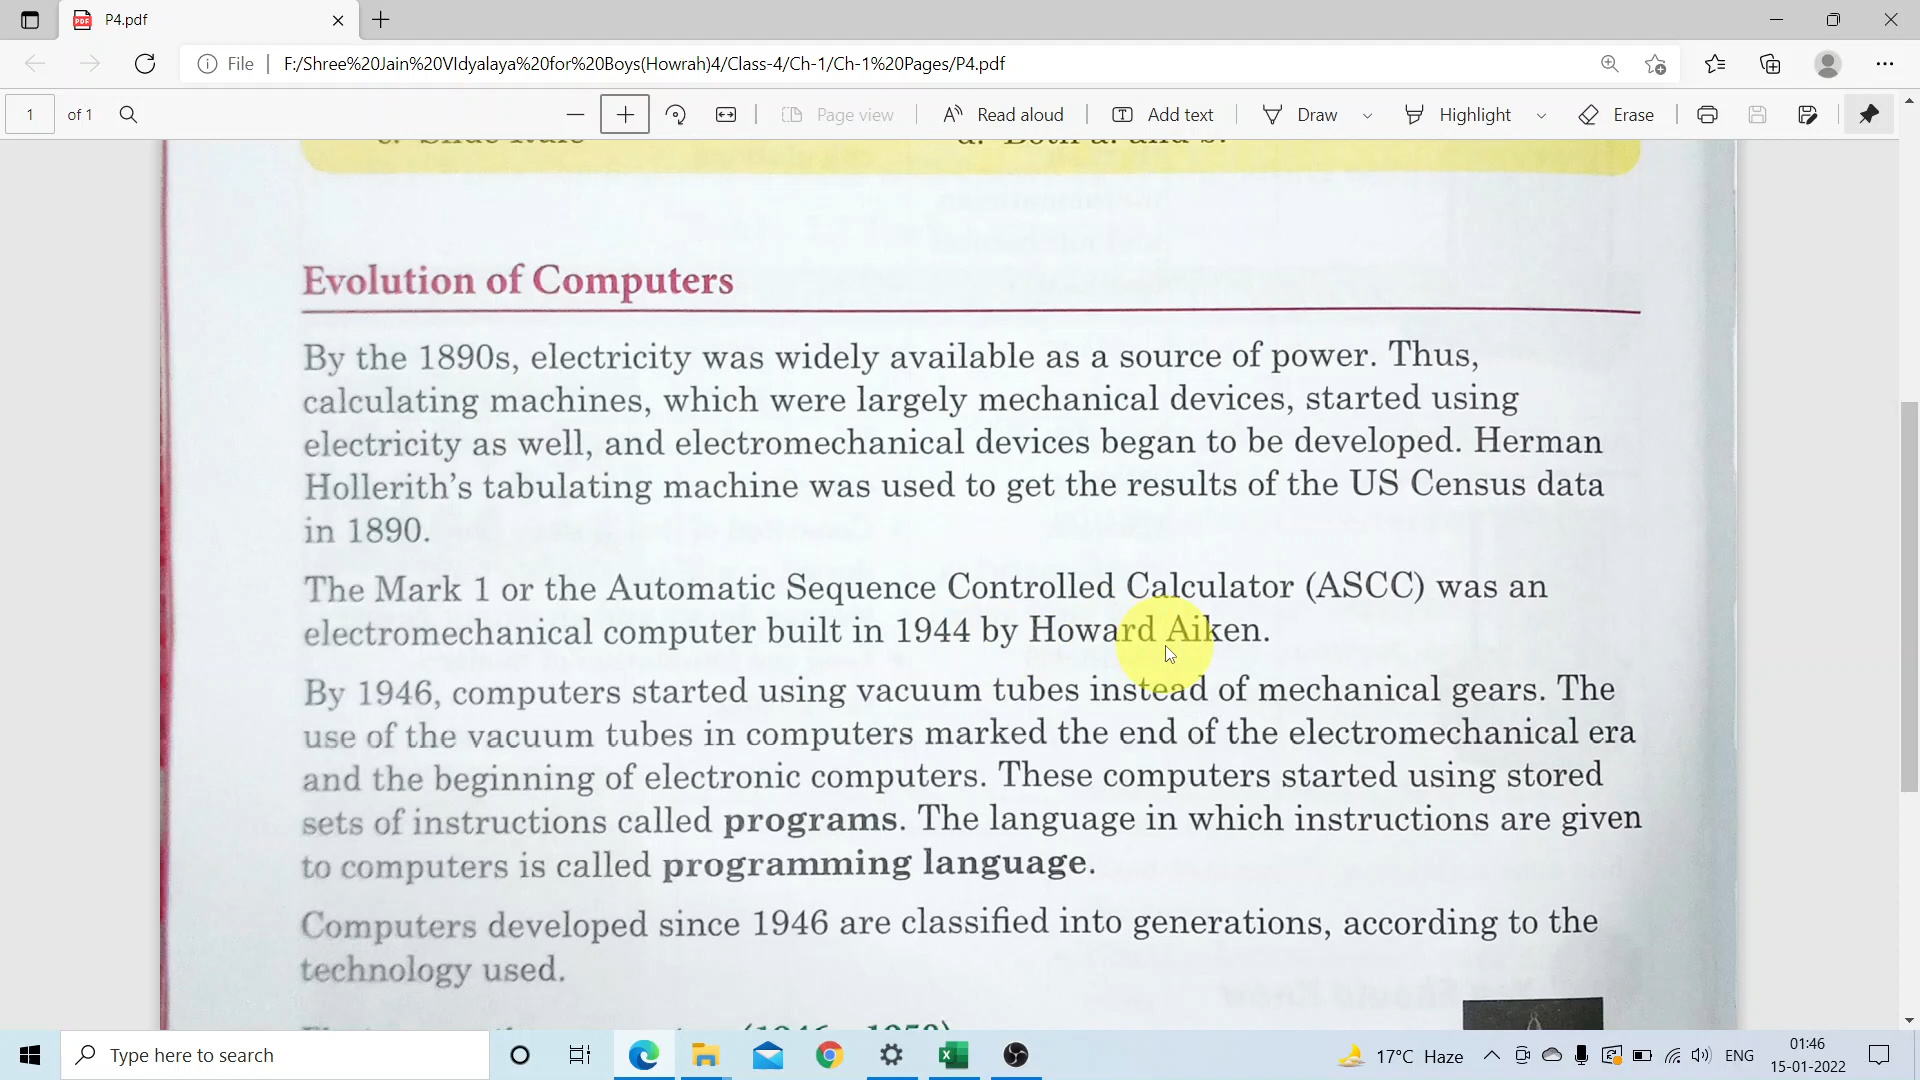 P4.pdf
File
F:/Shree%20Jain%20VIdyalaya%20for%20Boys(Howrah)4/Class-4/Ch-1/Ch-1%20Pages/P4.pdf
1 of 1
Page view
Read aloud
Add text
Draw
Highlight
Erase
Evolution of Computers
By the 1890s, electricity was widely available as a source of power. Thus,
calculating machines, which were largely mechanical devices, started using
electricity as well, and electromechanical devices began to be developed. Herman
Hollerith's tabulating machine was used to get the results of the US Census data
in 1890.
The Mark 1 or the Automatic Sequence Controlled Calculator (ASCC) was an
electromechanical computer built in 1944 by Howard Aiken.
By 1946, computers started using vacuum tubes instead of mechanical gears. The
use of the vacuum tubes in computers marked the end of the electromechanical era
and the beginning of electronic computers. These computers started using stored
sets of instructions called programs. The language in which instructions are given
to computers is called programming language.
Computers developed since 1946 are classified into generations, according to the
technology used.
Type here to search
17°C Haze
ENG
01:46
15-01-2022